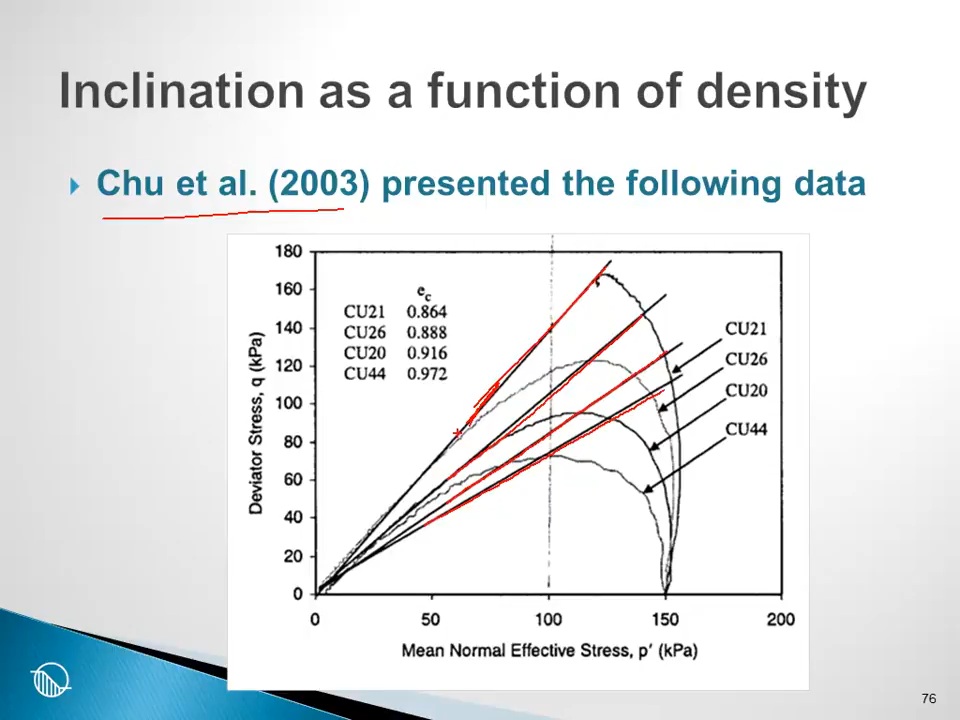 Inclination as a function of density
Chu et al. (2003) presented the following data
180
160
140
120
100
80
60
40
20
0
Deviator Stress, q (kPa)
ec
CU21 0.864
CU26 0.888
CU20 0.916
CU44 0.972
CU21
CU26
CU20
CU44
0 50 100 150 200
Mean Normal Effective Stress, p' (kPa)
76